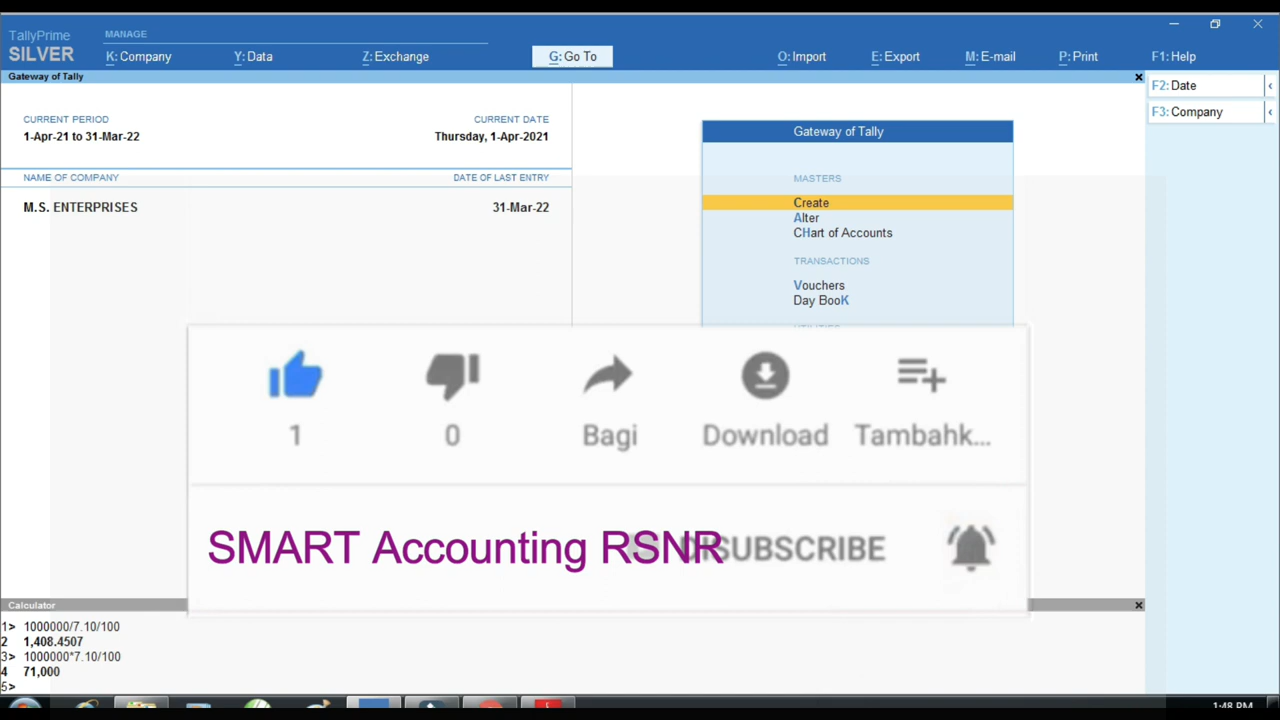 TallyPrime
SILVER
MANAGE
K: Company
Y: Data
Z: Exchange
G: Go To
O: Import
E: Export
M: E-mail
P: Print
F1: Help
Gateway of Tally
F2: Date
F3: Company
CURRENT PERIOD
CURRENT DATE
1-Apr-21 to 31-Mar-22
Thursday, 1-Apr-2021
NAME OF COMPANY
DATE OF LAST ENTRY
M.S. ENTERPRISES
31-Mar-22
Gateway of Tally
MASTERS
Create
Alter
CHart of Accounts
TRANSACTIONS
Vouchers
Day BooK
1
0
Bagi
Download
Tambahk...
SMART Accounting RSNR
DISUBSCRIBE
Calculator
1> 1000000/7.10/100
2 1,408.4507
3> 1000000*7.10/100
4 71,000
5>
1:48 PM